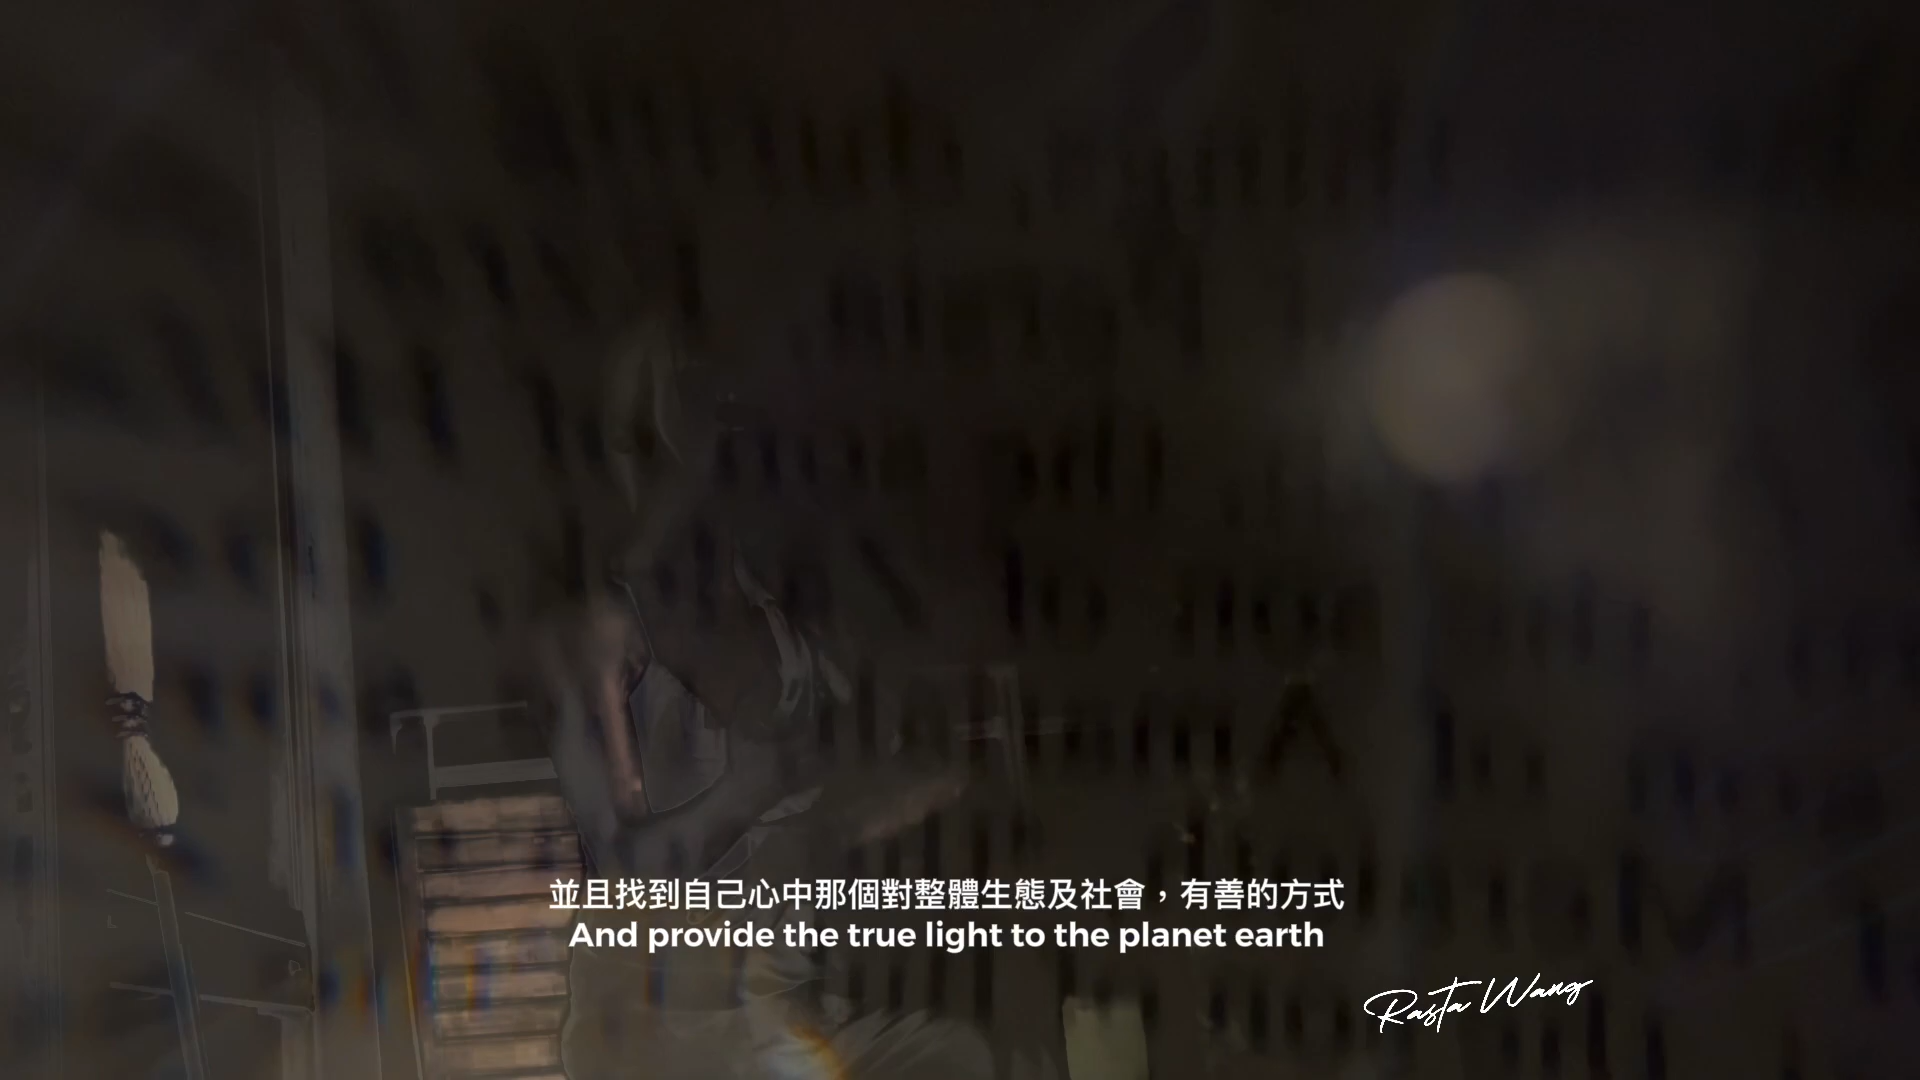 並且找到自己心中那個對整體生態及社會，有善的方式
And provide the true light to the planet earth
Rasta Wang